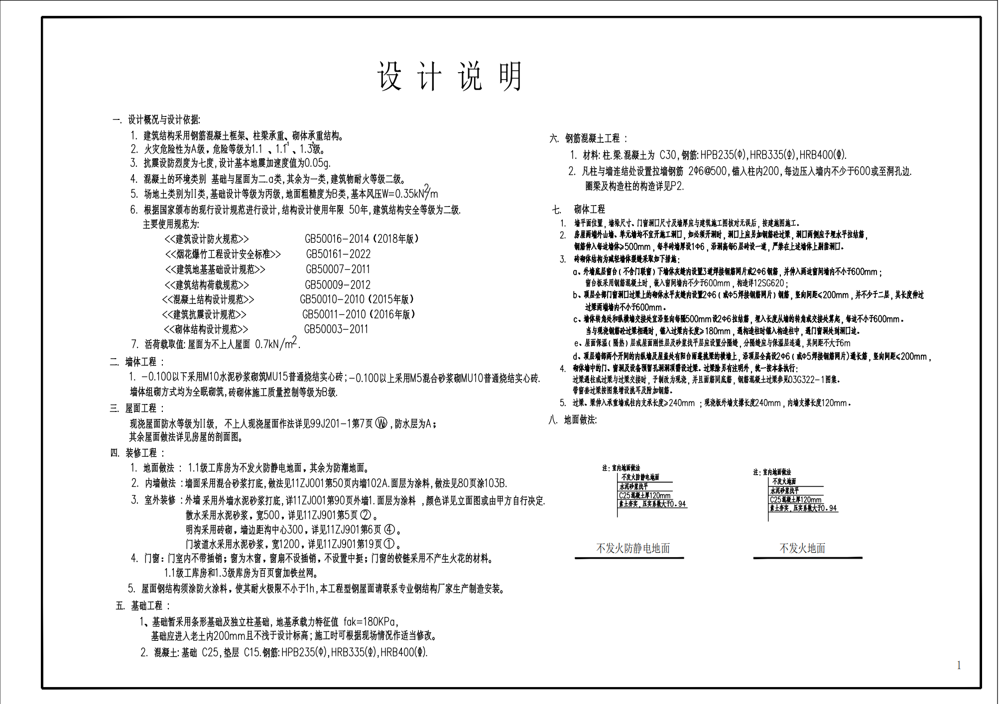 设计说明
一. 设计概况与设计依据:
1. 建筑结构采用钢筋混凝土框架、柱梁承重、砌体承重结构。
2. 火灾危险性为A级，危险等级为1.1 、1.1⁻¹ 、1.3²级。
3. 抗震设防烈度为七度,设计基本地震加速度值为0.05g.
4. 混凝土的环境类别 基础与屋面为二.a类,其余为一类,建筑物耐火等级二级。
5. 场地土类别为II类,基础设计等级为丙级,地面粗糙度为B类,基本风压W=0.35kN²/m
6. 根据国家颁布的现行设计规范进行设计,结构设计使用年限 50年,建筑结构安全等级为二级.
主要使用规范为:
<<建筑设计防火规范>> GB50016-2014（2018年版）
<<烟花爆竹工程设计安全标准>> GB50161-2022
<<建筑地基基础设计规范>> GB50007-2011
<<建筑结构荷载规范>> GB50009-2012
<<混凝土结构设计规范>> GB50010-2010（2015年版）
<<建筑抗震设计规范>> GB50011-2010（2016年版）
<<砌体结构设计规范>> GB50003-2011
7. 活荷载取值:屋面为不上人屋面 0.7kN/m².
二. 墙体工程 :
1. -0.100以下采用M10水泥砂浆砌筑MU15普通烧结实心砖;-0.100以上采用M5混合砂浆砌MU10普通烧结实心砖.
墙体组砌方式均为全眠砌筑,砖砌体施工质量控制等级为B级.
三. 屋面工程 :
现浇屋面防水等级为II级, 不上人现浇屋面作法详见99J201-1第7页 ,防水层为A；
其余屋面做法详见房屋的剖面图。
四. 装修工程 :
1. 地面做法 : 1.1级工库房为不发火防静电地面，其余为防潮地面。
2. 内墙做法 :墙面采用混合砂浆打底,做法见11ZJ001第50页内墙102A.面层为涂料,做法见80页涂103B.
3. 室外装修 :外墙 采用外墙水泥砂浆打底,详11ZJ001第90页外墙1.面层为涂料 ,颜色详见立面图或由甲方自行决定.
散水采用水泥砂浆，宽500，详见11ZJ901第5页②。
明沟采用砖砌，墙边距沟中心300，详见11ZJ901第6页④。
门坡道水采用水泥砂浆，宽1200，详见11ZJ901第19页①。
4. 门窗：门室内不带插销；窗为木窗，窗扇不设插销，不设置中挺；门窗的铰链采用不产生火花的材料。
1.1级工库房和1.3级库房为百页窗加铁丝网。
5. 屋面钢结构须涂防火涂料，使其耐火极限不小于1h,本工程型钢屋面请联系专业钢结构厂家生产制造安装。
五. 基础工程 :
1、基础暂采用条形基础及独立柱基础,地基承载力特征值 fak=180KPa,
基础应进入老土内200mm且不浅于设计标高;施工时可根据现场情况作适当修改。
2. 混凝土:基础 C25,垫层 C15.钢筋:HPB235(Φ),HRB335(Φ),HRB400(Φ).
六. 钢筋混凝土工程 :
1. 材料:柱.梁.混凝土为 C30,钢筋:HPB235(Φ),HRB335(Φ),HRB400(Φ).
2. 凡柱与墙连结处设置拉墙钢筋 2Φ6@500,锚入柱内200,每边压入墙内不少于600或至洞孔边.
圈梁及构造柱的构造详见P2.
七. 砌体工程
1. 墙平面位置，墙垛尺寸、门窗洞口尺寸及墙厚应与建筑施工图核对无误后，按建施图施工。
2. 房屋两端外山墙、单元墙均不宜开施工洞口，如必须开洞时，洞口上应另加钢筋砼过梁，洞口两侧应予埋水平拉结筋，
钢筋伸入每边墙体≥500mm，每半砖墙厚设1Φ6，沿洞高每6层砖设一道，严禁在上述墙体上剔凿洞口。
3. 砖砌体结构为减轻墙体裂缝采取如下措施:
a、外墙底层窗台（不含门联窗）下墙体灰缝内设置3道焊接钢筋网片或2Φ6钢筋，并伸入两边窗间墙内不小于600mm；
窗台板采用钢筋混凝土时，嵌入窗间墙内不少于600mm，构造详12SG620；
b、顶层全部门窗洞口过梁上的砌体水平灰缝内设置2Φ6（或Φ5焊接钢筋网片）钢筋，竖向间距≤200mm，并不少于二层，其长度伸过
过梁两端墙内不小于600mm。
c、墙体转角处和纵横墙交接处宜沿竖向每隔500mm设2Φ6拉结筋，埋入长度从墙的转角或交接处算起，每边不小于600mm。
当与现浇钢筋砼过梁相遇时，锚入过梁内长度≥180mm，遇构造柱时锚入构造柱中，遇门窗洞处到洞口边。
e、屋面保温（隔热）层或屋面刚性层及砂浆找平层应设置分隔缝，分隔缝应与保温层连通，其间距不大于6m
d、顶层端部两个开间的内纵墙及屋盖处有阳台雨蓬挑梁的横墙上，沿顶层全高设2Φ6（或Φ5焊接钢筋网片)通长筋，竖向间距≤200mm，
4. 砌体墙中的门、窗洞及设备预留孔洞洞顶需设过梁。过梁除另有注明外，统一按本条执行:
过梁遇柱或过梁与过梁交接时，予制改为现浇，并且面筋同底筋，钢筋混凝土过梁参见03G322-1图集。
带窗套过梁按图集增设挑耳及附加钢筋。
5. 过梁、梁伸入承重墙或柱内支承长度≥240mm ；现浇板外墙支撑长度240mm，内墙支撑长度120mm。
八. 地面做法:
注：室内地面做法
不发火防静电地面
水泥砂浆找平
C25混凝土厚120mm
素土夯实，压实系数大于0.94
不发火防静电地面
注：室内地面做法
不发火地面
水泥砂浆找平
C25混凝土厚120mm
素土夯实，压实系数大于0.94
不发火地面
1